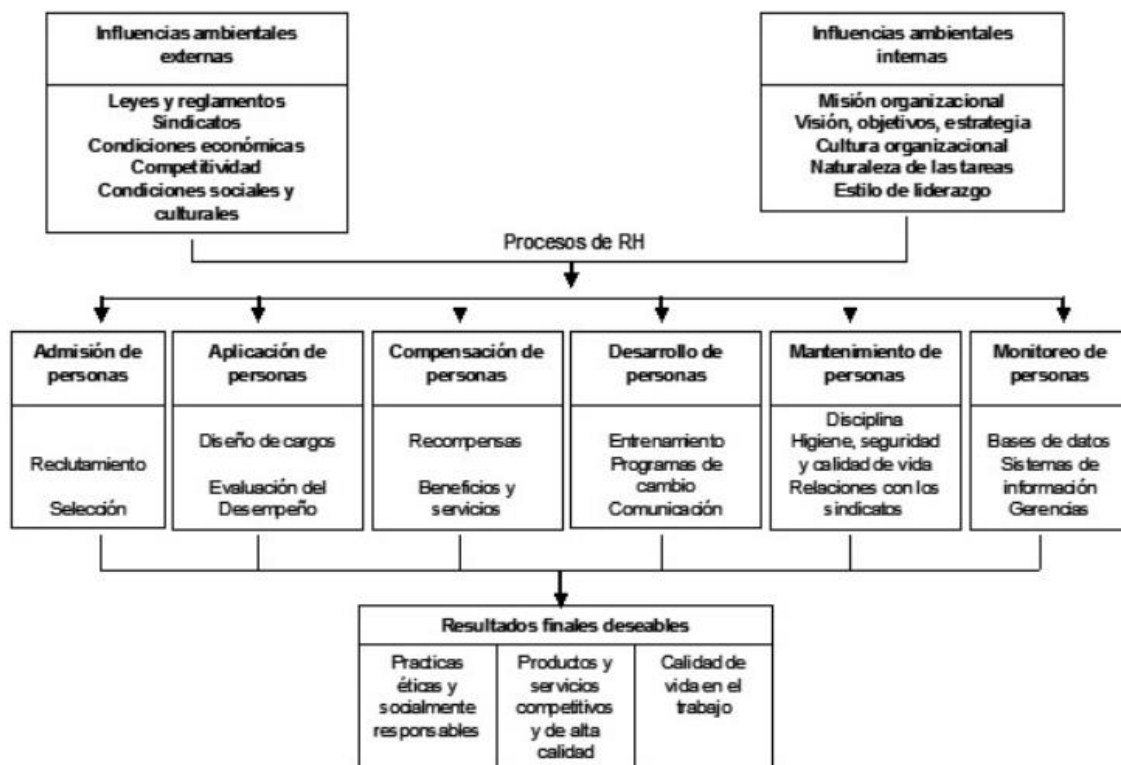 Influencias ambientales
externas
Leyes y reglamentos
Sindicatos
Condiciones económicas
Competitividad
Condiciones sociales y
culturales
Influencias ambientales
internas
Misión organizacional
Visión, objetivos, estrategia
Cultura organizacional
Naturaleza de las tareas
Estilo de liderazgo
Procesos de RH
Admisión de
personas
Reclutamiento
Selección
Aplicación de
personas
Diseño de cargos
Evaluación del
Desempeño
Compensación de
personas
Recompensas
Beneficios y
servicios
Desarrollo de
personas
Entrenamiento
Programas de
cambio
Comunicación
Mantenimiento de
personas
Disciplina
Higiene, seguridad
y calidad de vida
Relaciones con los
sindicatos
Monitoreo de
personas
Bases de datos
Sistemas de
información
Gerencias
Resultados finales deseables
Practicas
éticas y
socialmente
responsables
Productos y
servicios
competitivos
y de alta
calidad
Calidad de
vida en el
trabajo